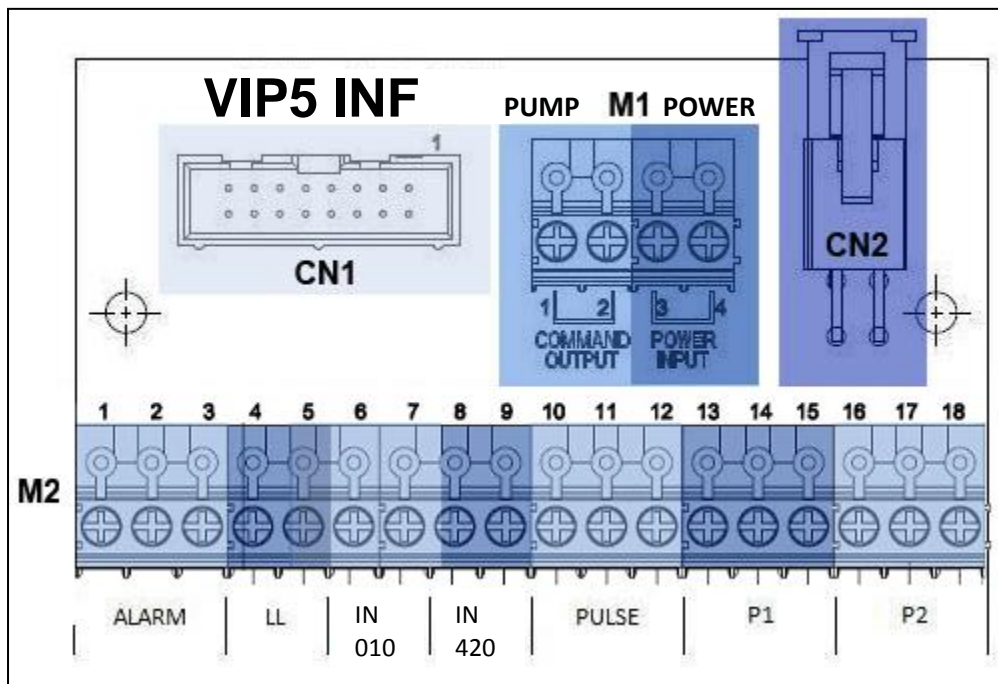 VIP5 INF
PUMP M1 POWER
1
CN1
CN2
1 2 3 4
COMMAND OUTPUT
POWER INPUT
1 2 3 4 5 6 7 8 9 10 11 12 13 14 15 16 17 18
M2
ALARM LL IN 010 IN 420 PULSE P1 P2